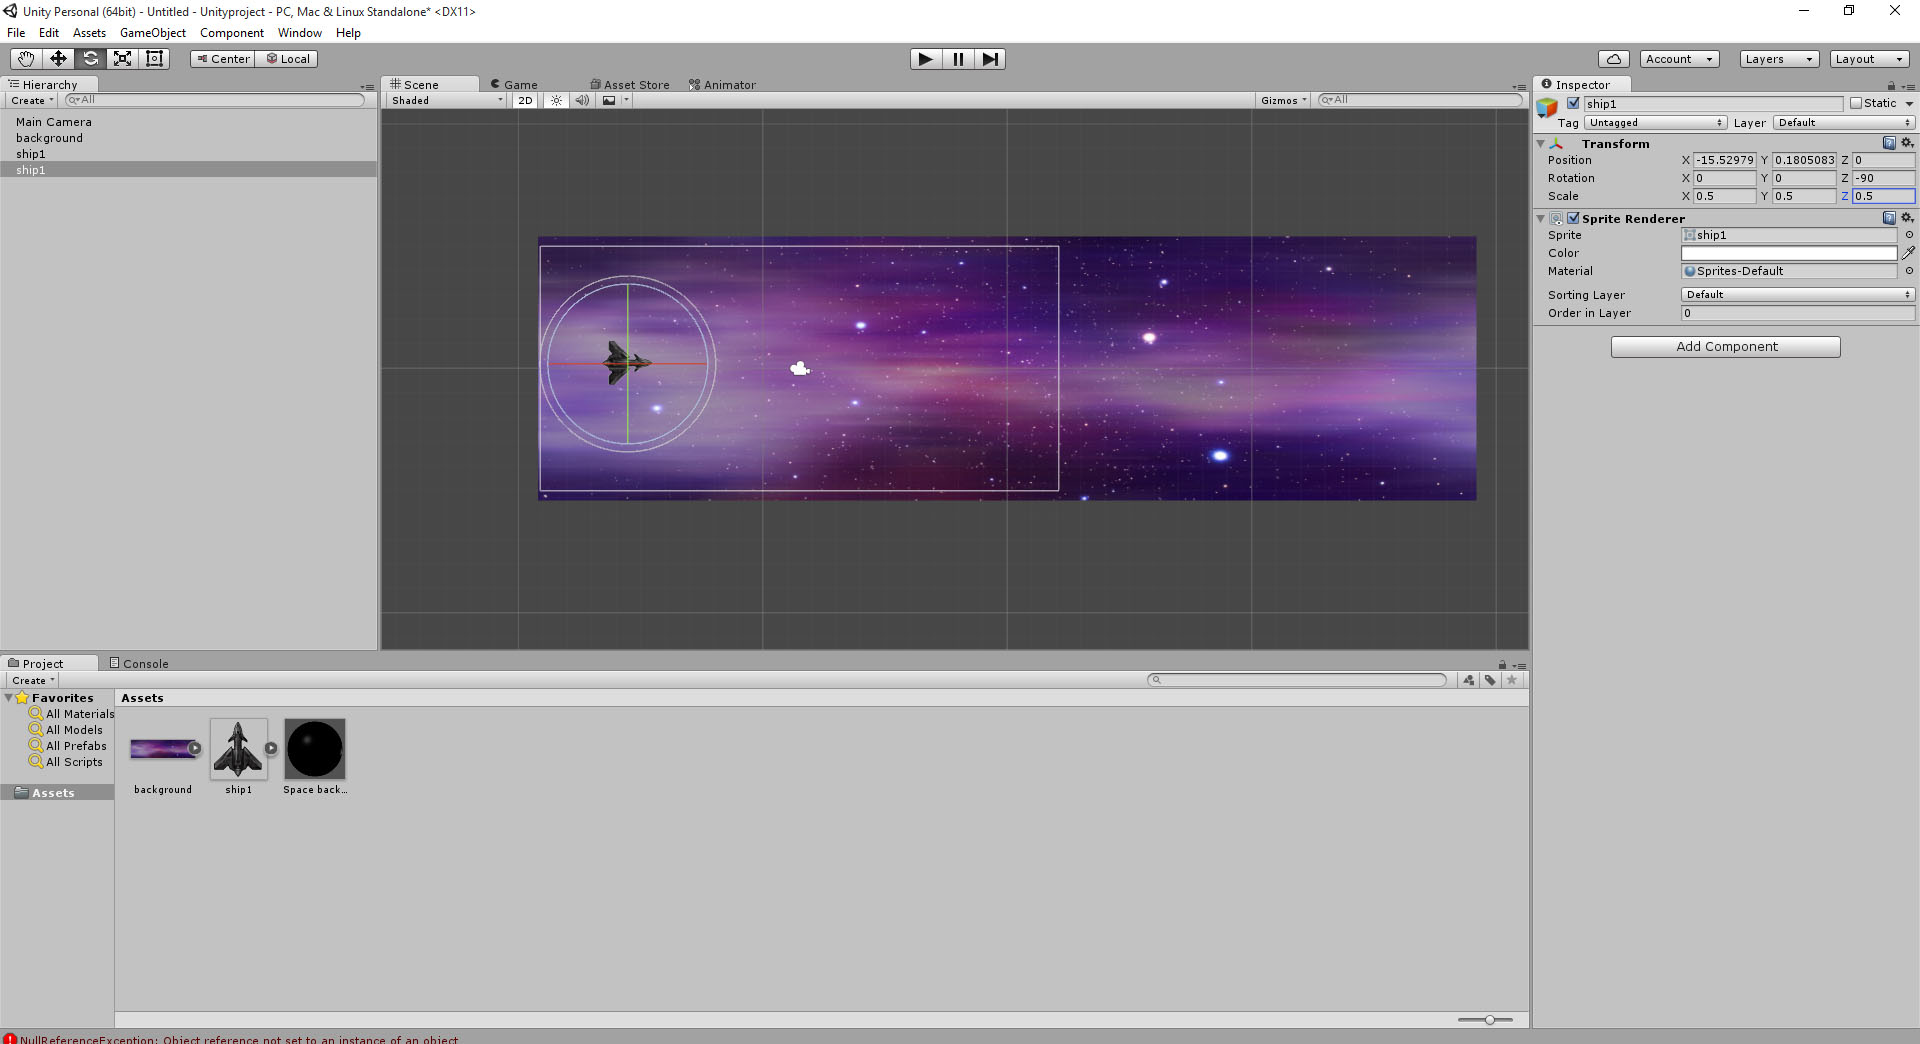 Unity Personal (64bit) - Untitled - Unityproject - PC, Mac & Linux Standalone* <DX11>
File Edit Assets GameObject Component Window Help
Center Local Account Layers Layout
Hierarchy
Create All
Main Camera
background
ship1
ship1
Scene Game Asset Store Animator
Shaded 2D Gizmos All
Inspector
ship1 Static
Tag Untagged Layer Default
Transform
Position X -15.52979 Y 0.1805083 Z 0
Rotation X 0 Y 0 Z -90
Scale X 0.5 Y 0.5 Z 0.5
Sprite Renderer
Sprite ship1
Color
Material Sprites-Default
Sorting Layer Default
Order in Layer 0
Add Component
Project Console
Create
Favorites
All Materials
All Models
All Prefabs
All Scripts
Assets
Assets
background ship1 Space back...
NullReferenceException: Object reference not set to an instance of an object